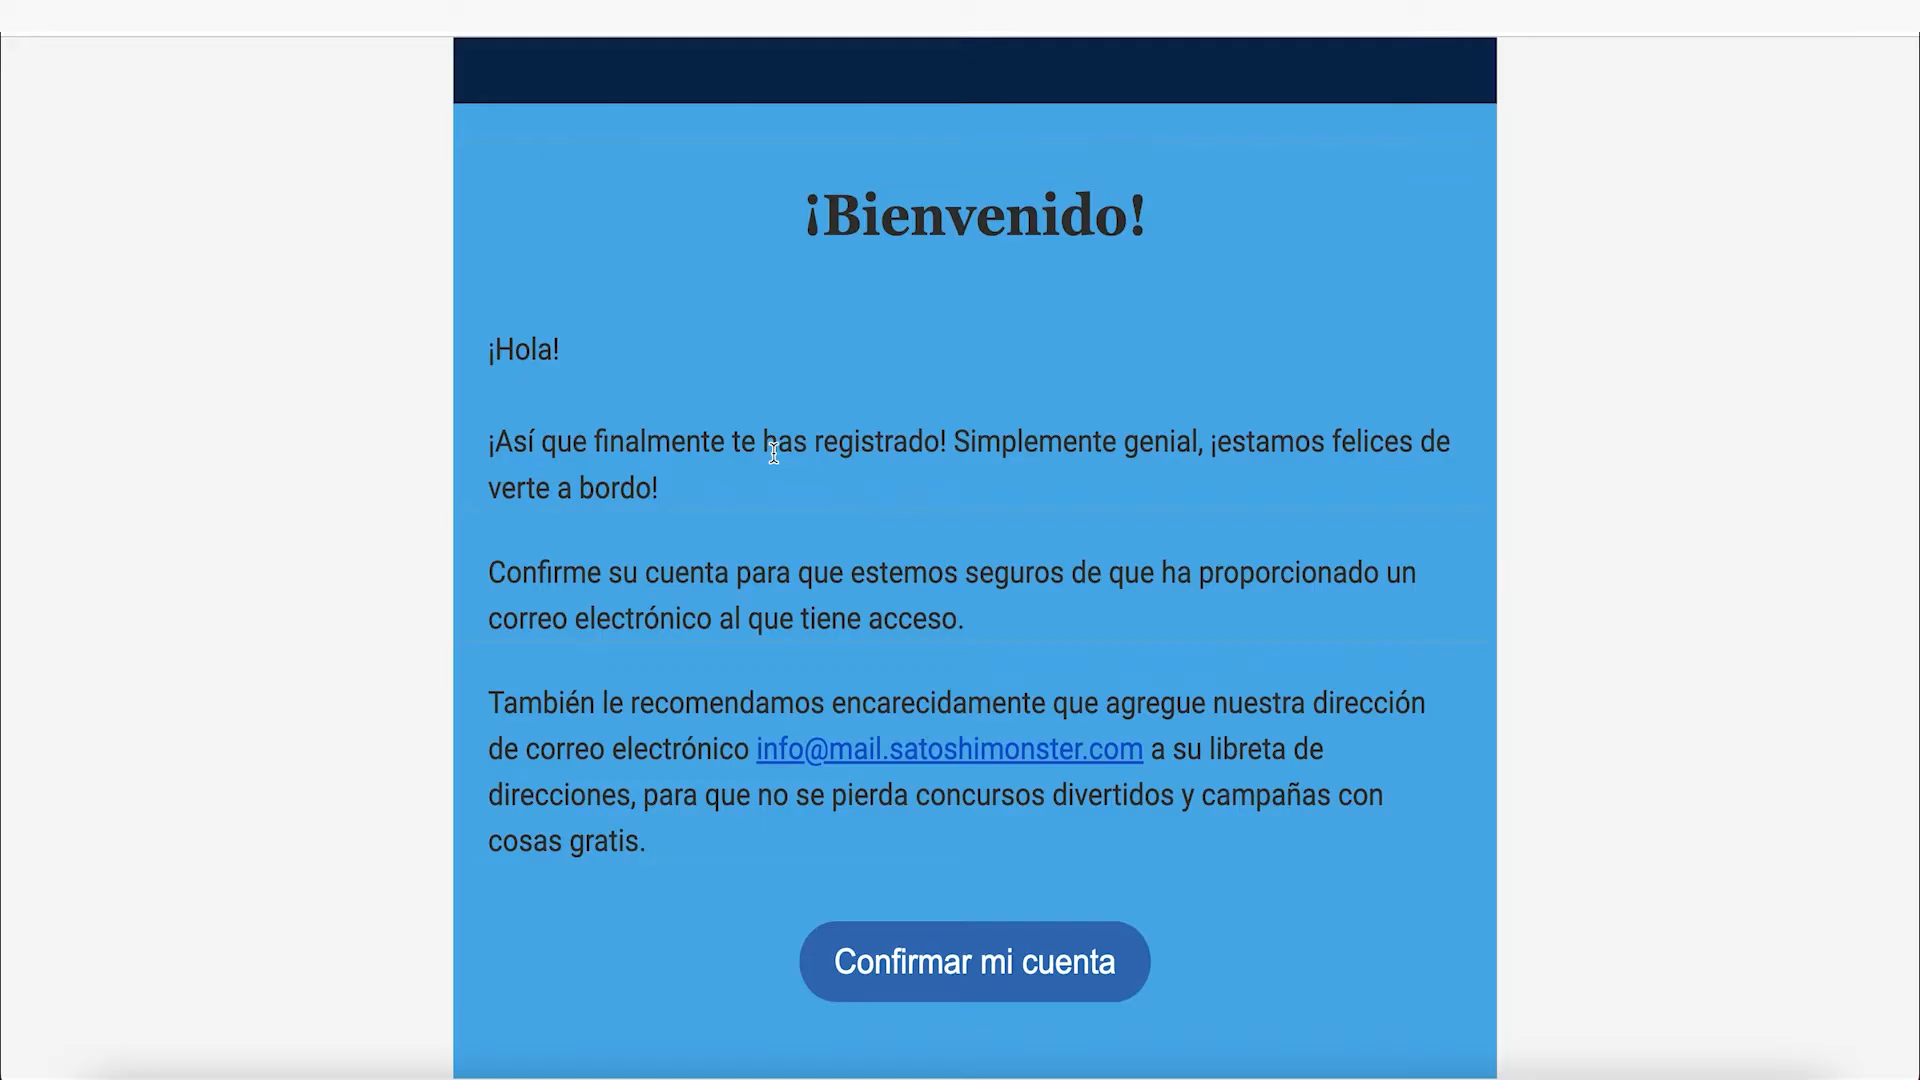 ¡Bienvenido!
¡Hola!
¡Así que finalmente te has registrado! Simplemente genial, ¡estamos felices de
verte a bordo!
Confirme su cuenta para que estemos seguros de que ha proporcionado un
correo electrónico al que tiene acceso.
También le recomendamos encarecidamente que agregue nuestra dirección
de correo electrónico info@mail.satoshimonster.com a su libreta de
direcciones, para que no se pierda concursos divertidos y campañas con
cosas gratis.
Confirmar mi cuenta